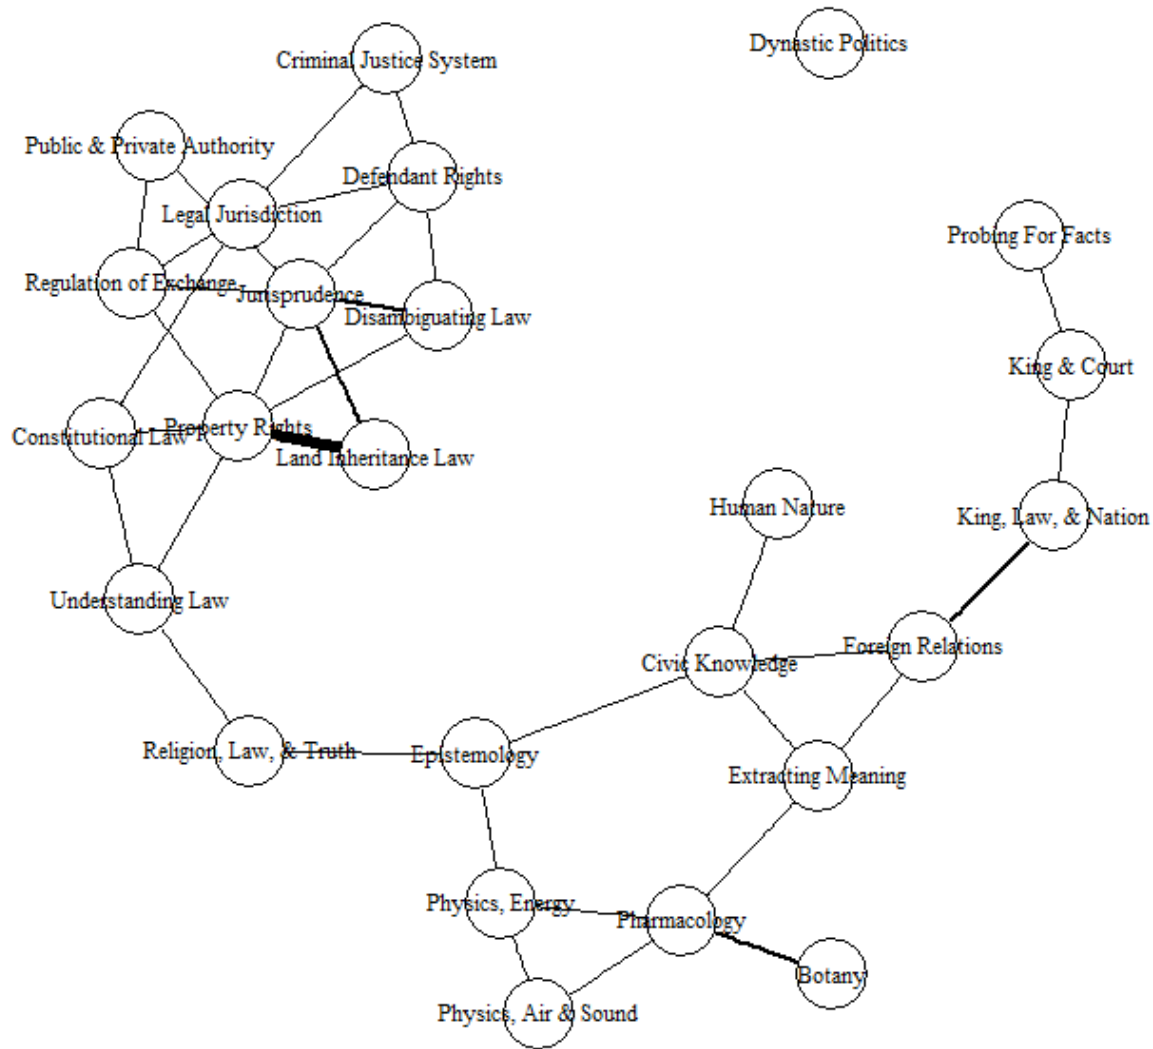 Dynastic Politics
Criminal Justice System
Public & Private Authority
Defendant Rights
Legal Jurisdiction
Probing For Facts
Regulation of Exchange
Jurisprudence
Disambiguating Law
King & Court
Property Rights
Constitutional Law
Land Inheritance Law
Human Nature
King, Law, & Nation
Understanding Law
Foreign Relations
Civic Knowledge
Religion, Law, & Truth
Epistemology
Extracting Meaning
Physics, Energy
Pharmacology
Botany
Physics, Air & Sound